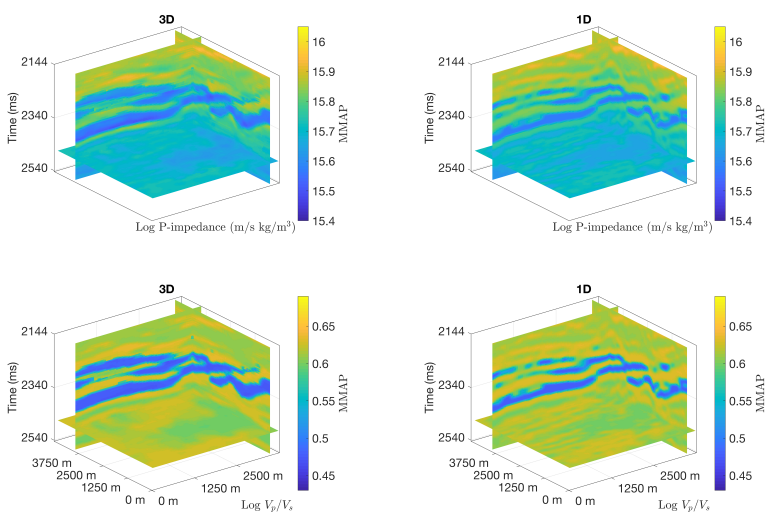 3D
2144
2340
2540
Time (ms)
Log P-impedance (m/s kg/m³)
16
15.9
15.8
15.7
15.6
15.5
15.4
MMAP
1D
2144
2340
2540
Time (ms)
Log P-impedance (m/s kg/m³)
16
15.9
15.8
15.7
15.6
15.5
15.4
MMAP
3D
2144
2340
2540
Time (ms)
3750 m
2500 m
1250 m
0 m
0 m
1250 m
2500 m
Log Vp/Vs
0.65
0.6
0.55
0.5
0.45
MMAP
1D
2144
2340
2540
Time (ms)
3750 m
2500 m
1250 m
0 m
0 m
1250 m
2500 m
Log Vp/Vs
0.65
0.6
0.55
0.5
0.45
MMAP